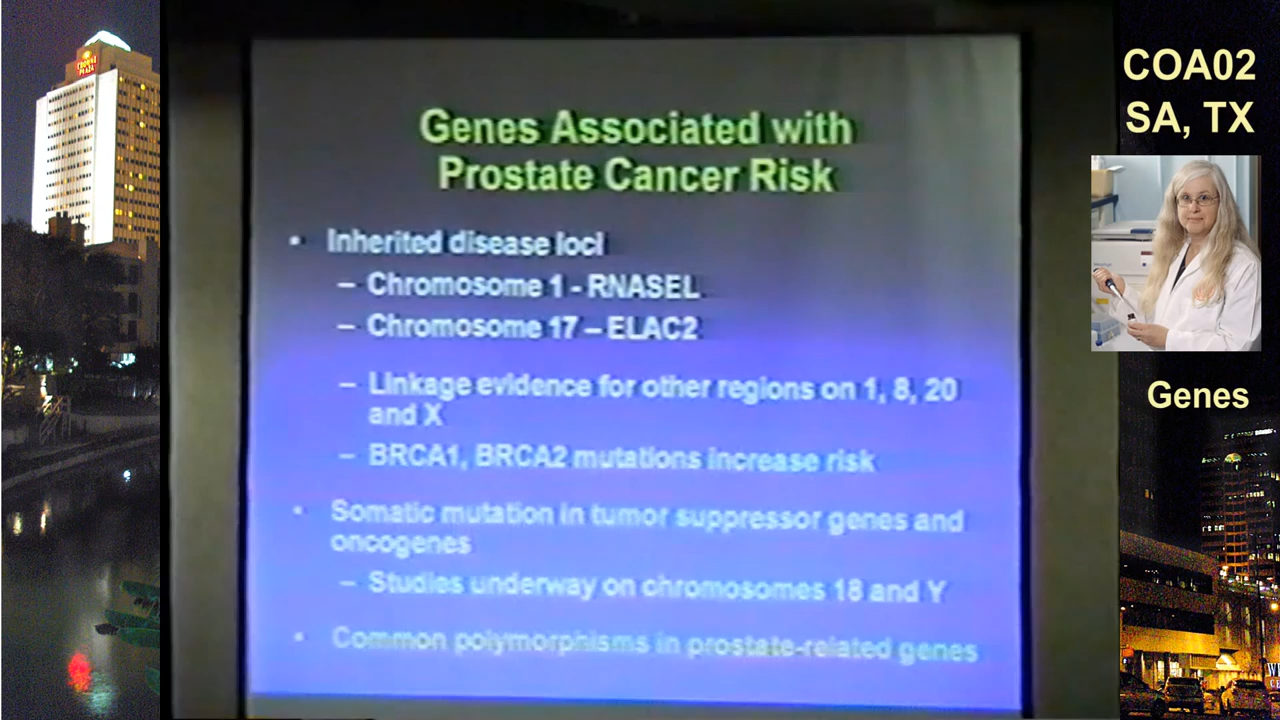 CROWNE
PLAZA
Genes Associated with
Prostate Cancer Risk
• Inherited disease loci
– Chromosome 1 - RNASEL
– Chromosome 17 – ELAC2
– Linkage evidence for other regions on 1, 8, 20
and X
– BRCA1, BRCA2 mutations increase risk
• Somatic mutation in tumor suppressor genes and
oncogenes
– Studies underway on chromosomes 18 and Y
• Common polymorphisms in prostate-related genes
COA02
SA, TX
Genes